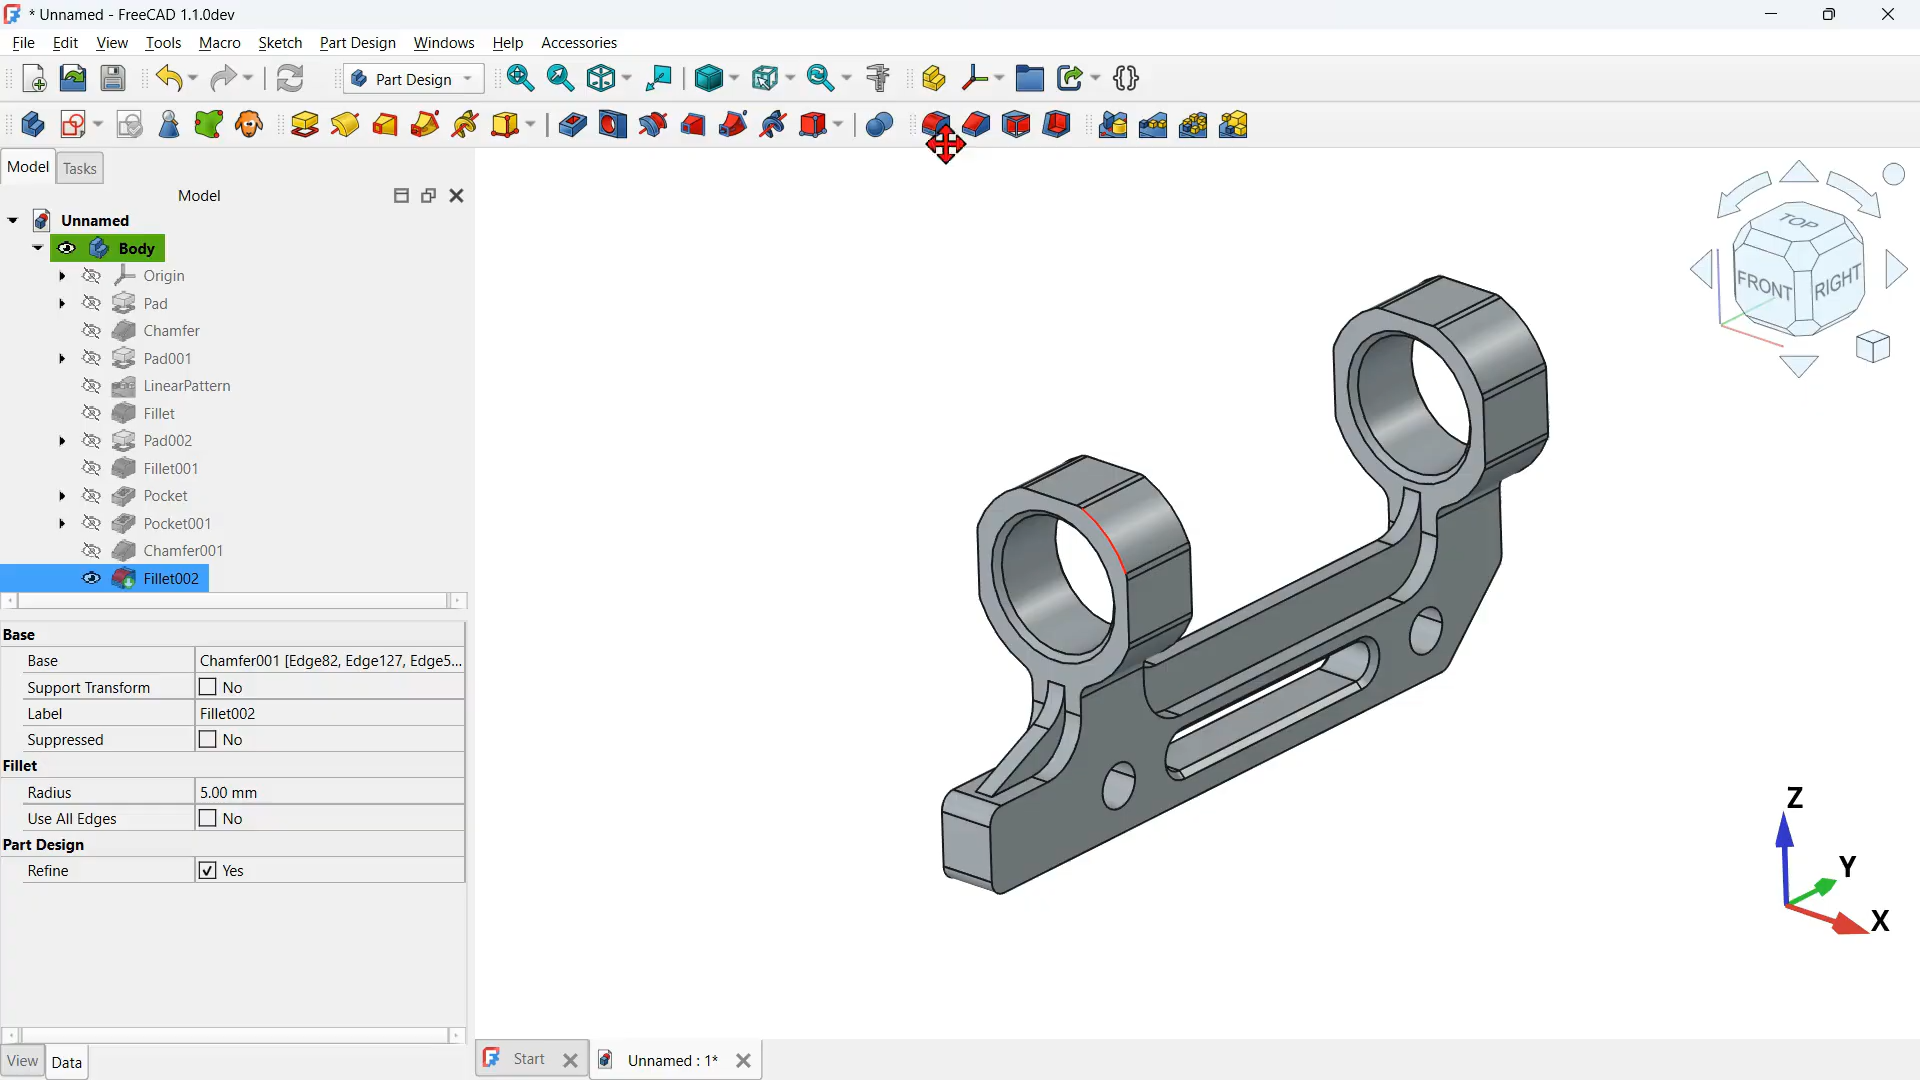 * Unnamed - FreeCAD 1.1.0dev
File Edit View Tools Macro Sketch Part Design Windows Help Accessories
Part Design
Model Tasks
Model
Unnamed
Body
Origin
Pad
Chamfer
Pad001
LinearPattern
Fillet
Pad002
Fillet001
Pocket
Pocket001
Chamfer001
Fillet002
Base
Base Chamfer001 [Edge82, Edge127, Edge5...
Support Transform No
Label Fillet002
Suppressed No
Fillet
Radius 5.00 mm
Use All Edges No
Part Design
Refine Yes
View Data
Start Unnamed : 1*
TOP
FRONT RIGHT
Z
Y
X